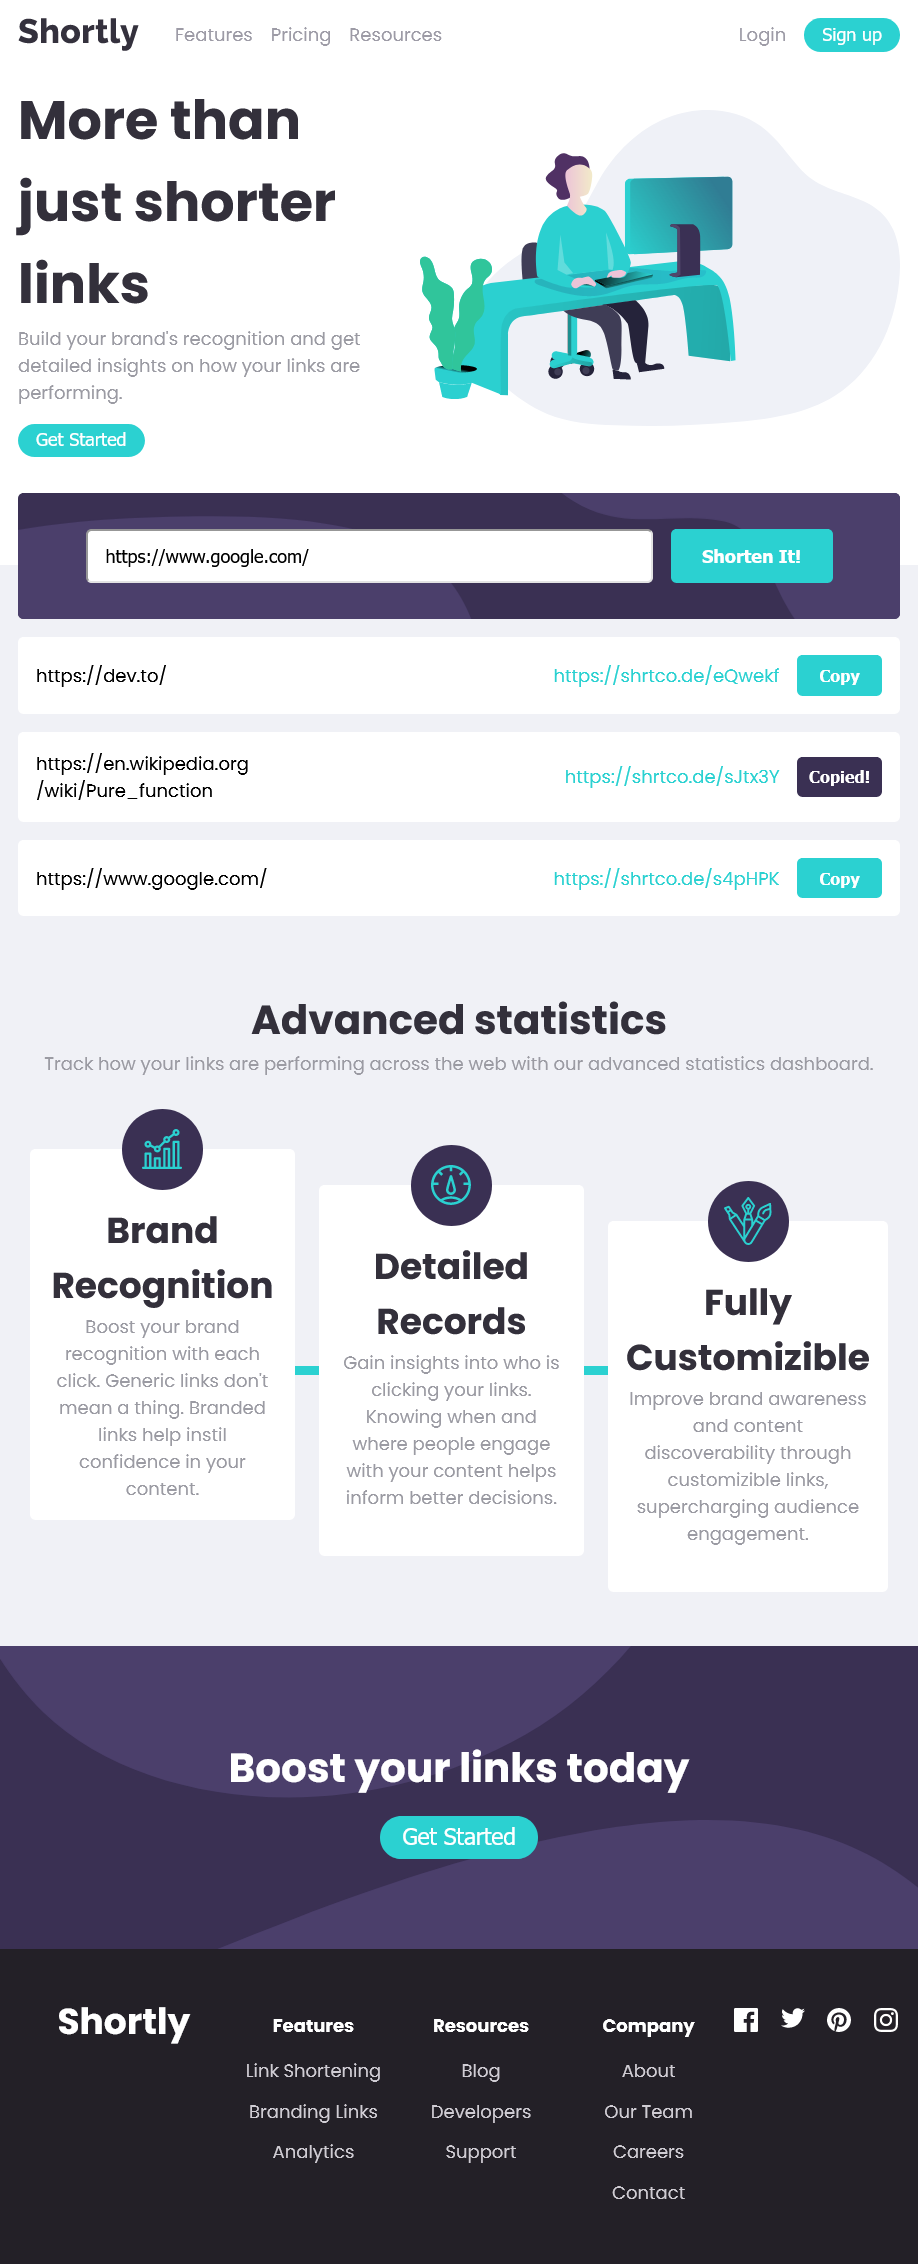 Shortly
Features
Pricing
Resources
Login
Sign up
More than
just shorter
links
Build your brand's recognition and get
detailed insights on how your links are
performing.
Get Started
https://www.google.com/
Shorten It!
https://dev.to/
https://shrtco.de/eQwekf
Copy
https://en.wikipedia.org
/wiki/Pure_function
https://shrtco.de/sJtx3Y
Copied!
https://www.google.com/
https://shrtco.de/s4pHPK
Copy
Advanced statistics
Track how your links are performing across the web with our advanced statistics dashboard.
Brand
Recognition
Boost your brand
recognition with each
click. Generic links don't
mean a thing. Branded
links help instil
confidence in your
content.
Detailed
Records
Gain insights into who is
clicking your links.
Knowing when and
where people engage
with your content helps
inform better decisions.
Fully
Customizible
Improve brand awareness
and content
discoverability through
customizible links,
supercharging audience
engagement.
Boost your links today
Get Started
Shortly
Features
Link Shortening
Branding Links
Analytics
Resources
Blog
Developers
Support
Company
About
Our Team
Careers
Contact